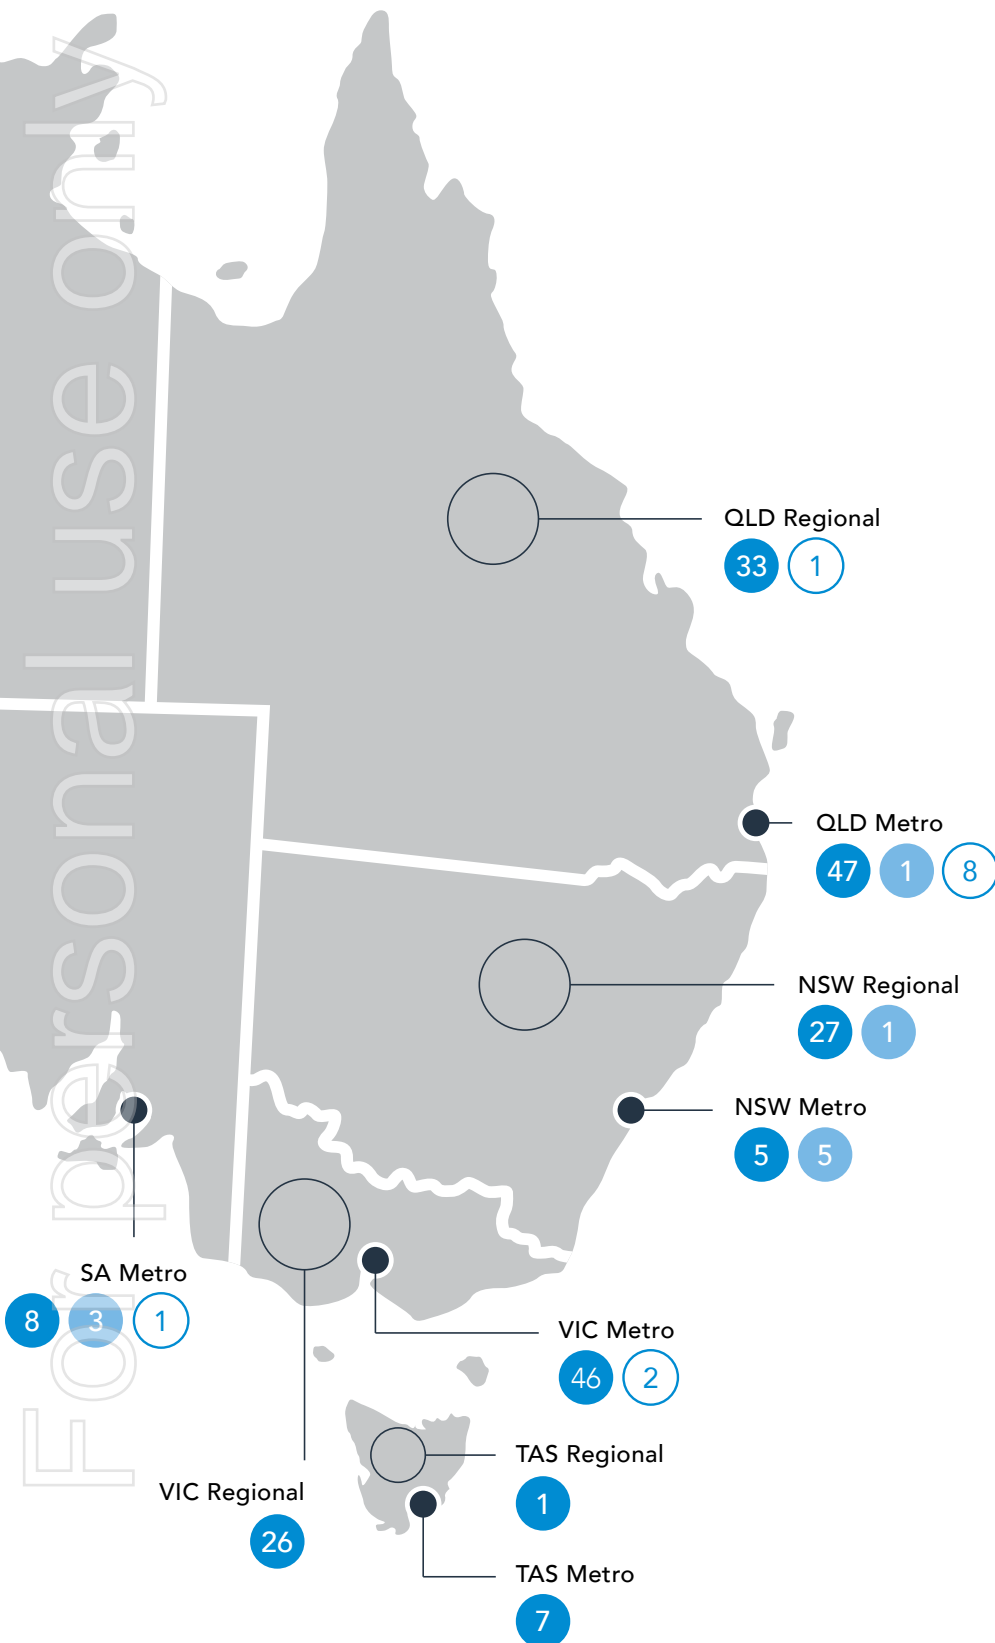 For personal use only
QLD Regional
33 1
QLD Metro
47 1 8
NSW Regional
27 1
NSW Metro
5 5
SA Metro
8 3 1
VIC Metro
46 2
TAS Regional
1
VIC Regional
26
TAS Metro
7